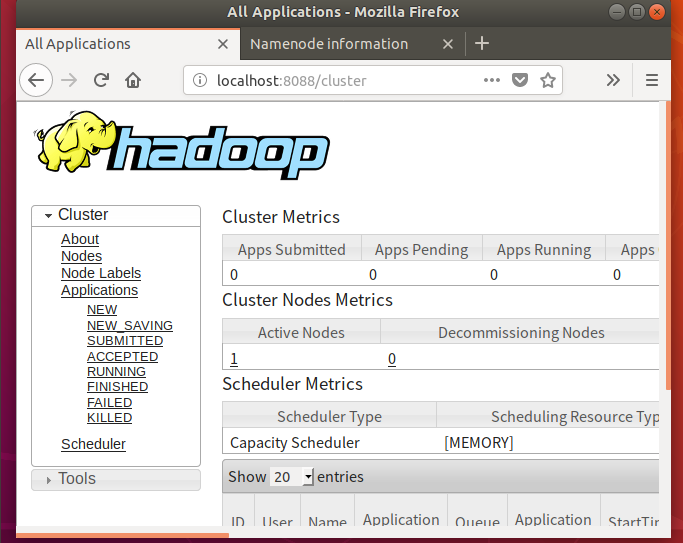 All Applications - Mozilla Firefox
All Applications
Namenode information
localhost:8088/cluster
hadoop
Cluster
About
Nodes
Node Labels
Applications
NEW
NEW_SAVING
SUBMITTED
ACCEPTED
RUNNING
FINISHED
FAILED
KILLED
Scheduler
Tools
Cluster Metrics
Apps Submitted Apps Pending Apps Running Apps
0 0 0 0
Cluster Nodes Metrics
Active Nodes Decommissioning Nodes
1 0
Scheduler Metrics
Scheduler Type Scheduling Resource Typ
Capacity Scheduler [MEMORY]
Show 20 entries
ID User Name Application Queue Application StartTim